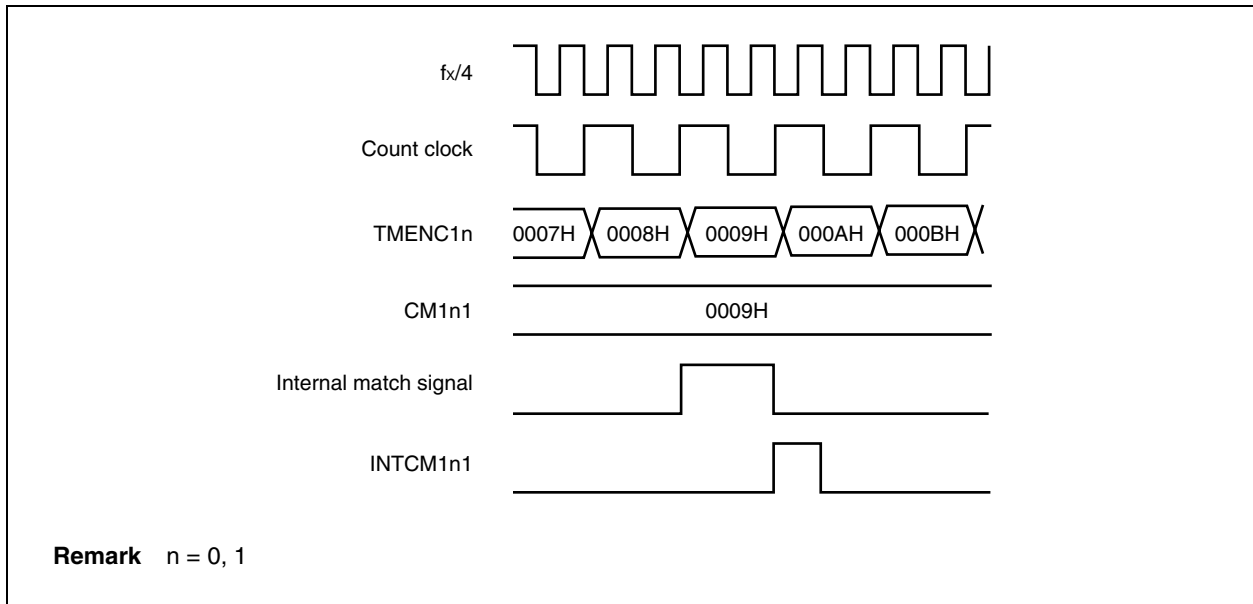 fx/4
Count clock
TMENC1n 0007H 0008H 0009H 000AH 000BH
CM1n1 0009H
Internal match signal
INTCM1n1
Remark n = 0, 1